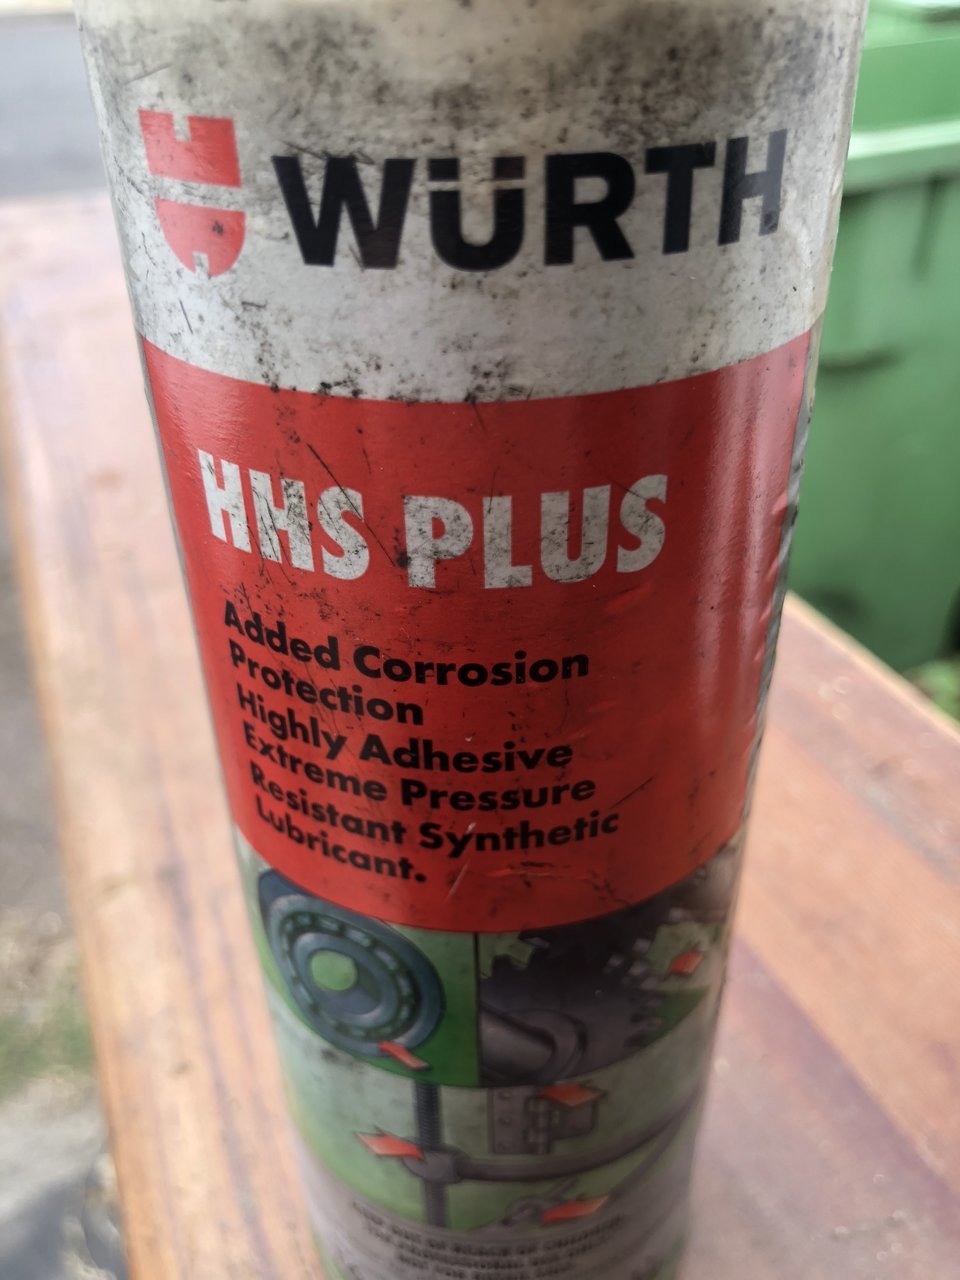 WÜRTH
HHS PLUS
Added Corrosion
Protection
Highly Adhesive
Extreme Pressure
Resistant Synthetic
Lubricant.